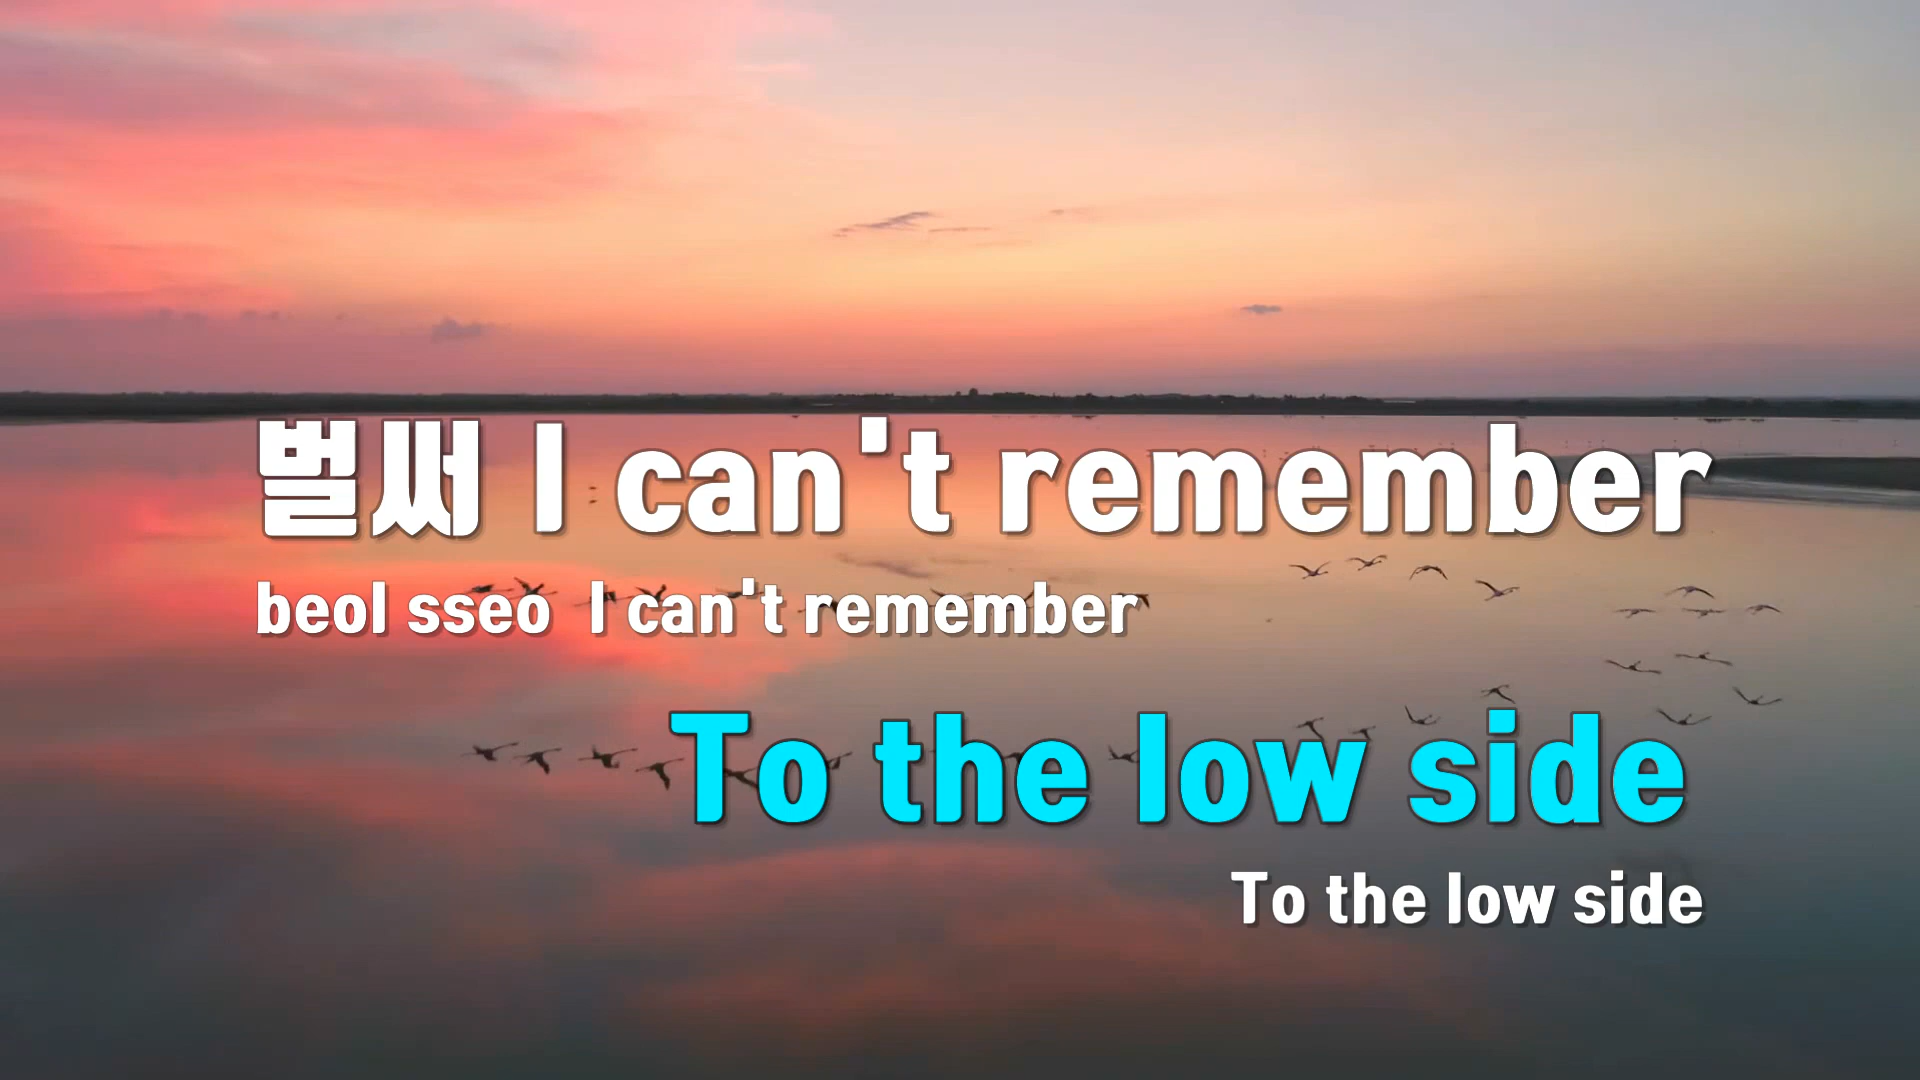 벌써 I can't remember
beol sseo I can't remember
To the low side
To the low side